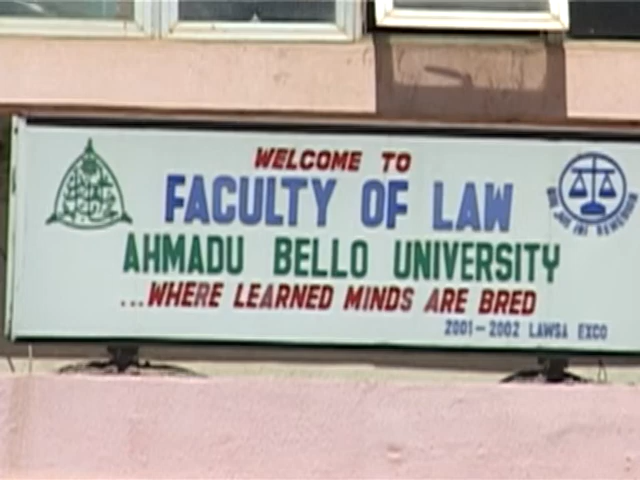 WELCOME TO
FACULTY OF LAW
AHMADU BELLO UNIVERSITY
...WHERE LEARNED MINDS ARE BRED
2001-2002 LAWSA EXCO